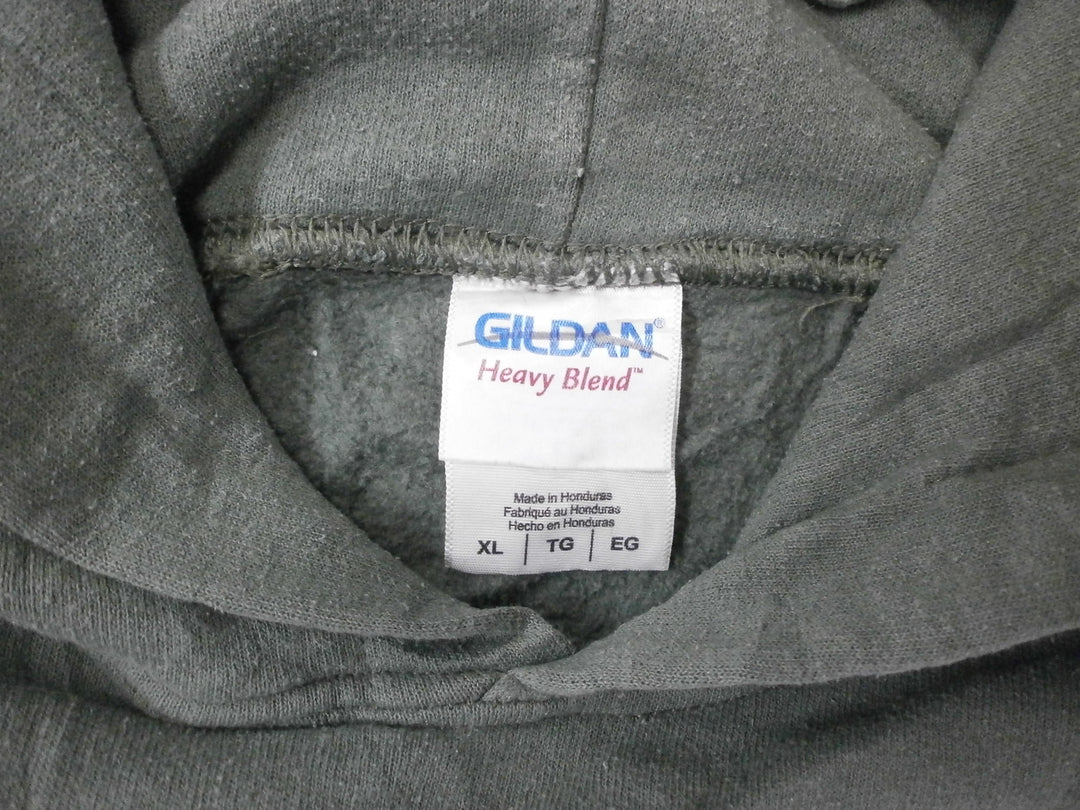 GILDAN®
Heavy Blend™
Made in Honduras
Fabriqué au Honduras
Hecho en Honduras
XL | TG | EG